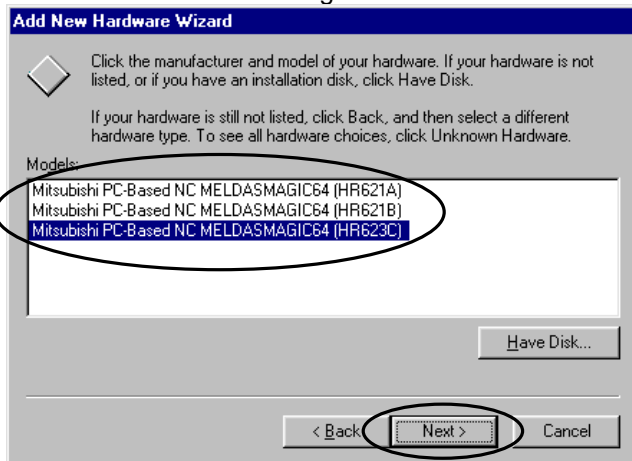 Add New Hardware Wizard
Click the manufacturer and model of your hardware. If your hardware is not
listed, or if you have an installation disk, click Have Disk.
If your hardware is still not listed, click Back, and then select a different
hardware type. To see all hardware choices, click Unknown Hardware.
Models:
Mitsubishi PC-Based NC MELDASMAGIC64 (HR621A)
Mitsubishi PC-Based NC MELDASMAGIC64 (HR621B)
Mitsubishi PC-Based NC MELDASMAGIC64 (HR623C)
Have Disk...
< Back Next > Cancel